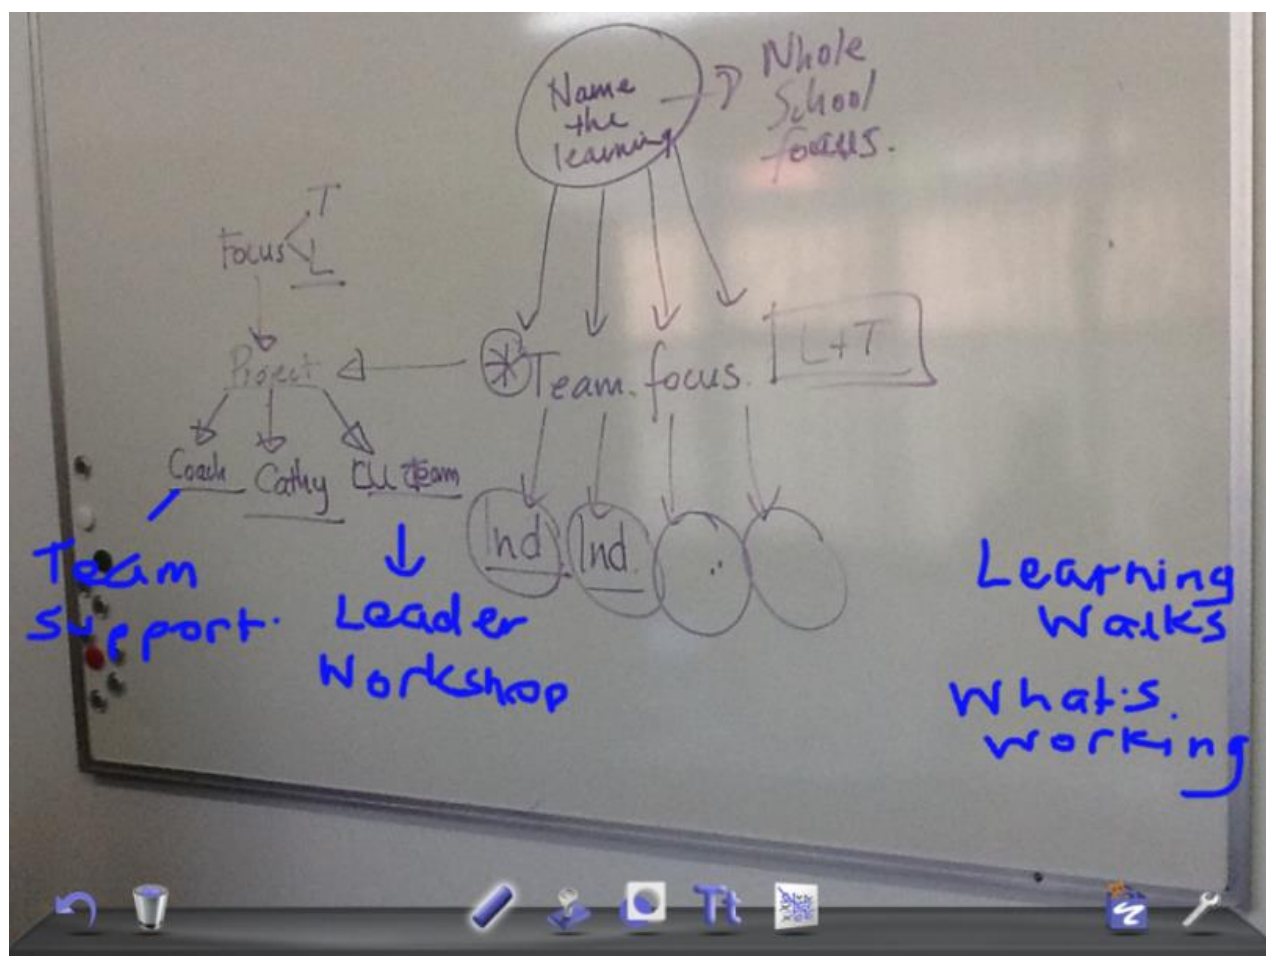 Name
the
learning
Whole
School
focus.
T
Focus
L
Project
Team focus.
L+T
Coach
Cathy
Team
Ind
Ind.
Team
Support.
Leader
Workshop
Learning
Walks
What's.
working
Tt